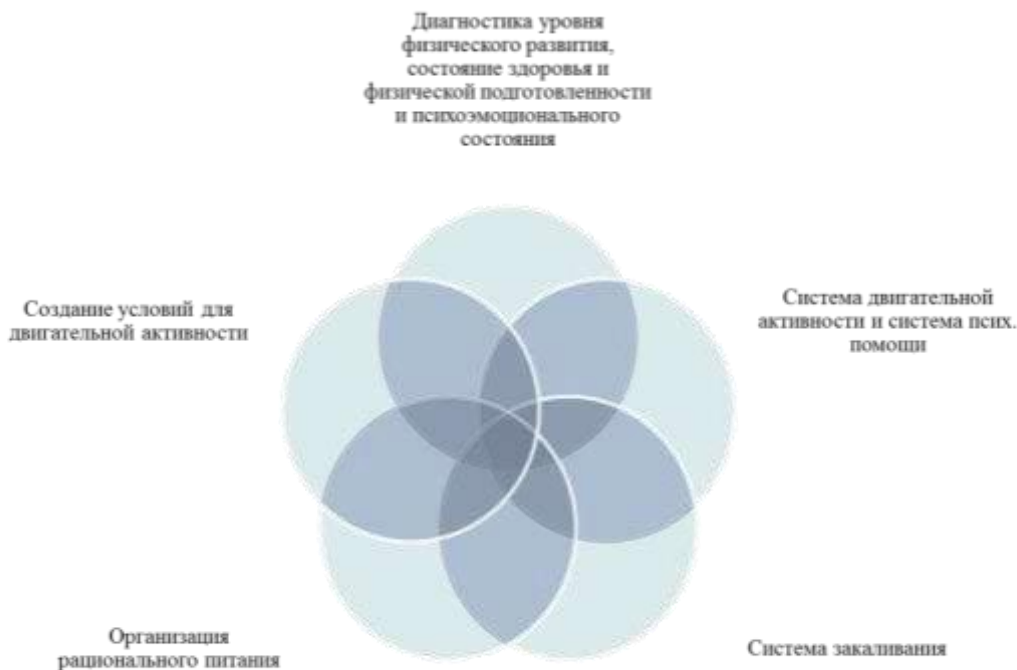 Диагностика уровня
физического развития,
состояние здоровья и
физической подготовленности
и психоэмоционального
состояния
Создание условий для
двигательной активности
Система двигательной
активности и система псих.
помощи
Организация
рационального питания
Система закаливания